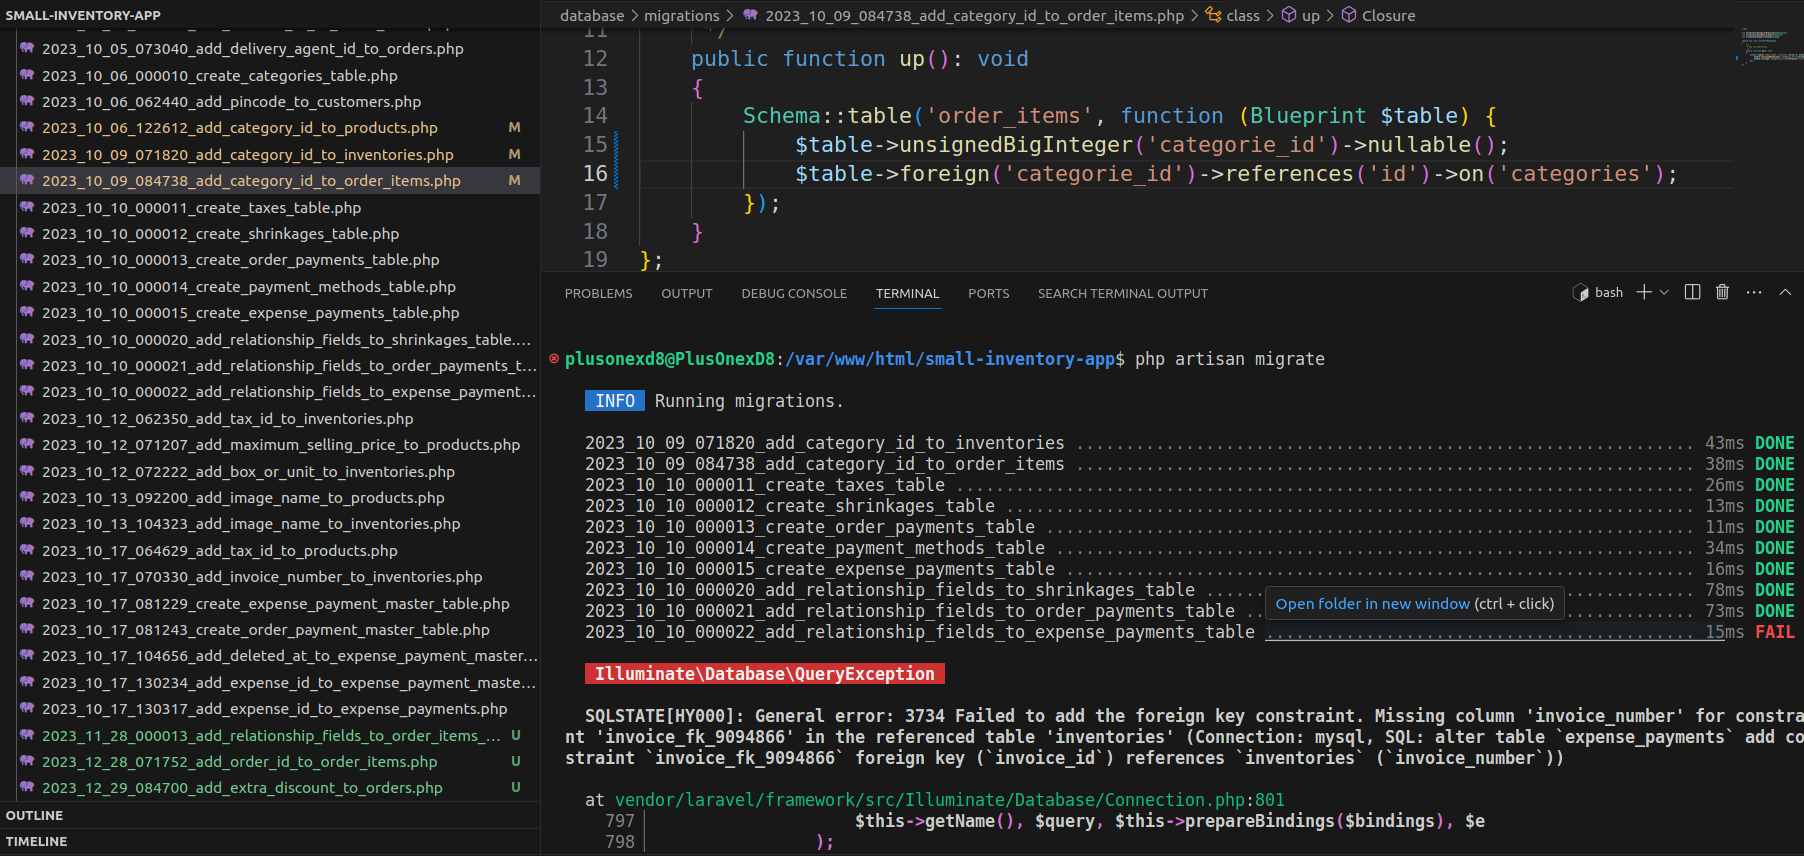 SMALL-INVENTORY-APP
2023_10_05_073040_add_delivery_agent_id_to_orders.php
2023_10_06_000010_create_categories_table.php
2023_10_06_062440_add_pincode_to_customers.php
2023_10_06_122612_add_category_id_to_products.php M
2023_10_09_071820_add_category_id_to_inventories.php M
2023_10_09_084738_add_category_id_to_order_items.php M
2023_10_10_000011_create_taxes_table.php
2023_10_10_000012_create_shrinkages_table.php
2023_10_10_000013_create_order_payments_table.php
2023_10_10_000014_create_payment_methods_table.php
2023_10_10_000015_create_expense_payments_table.php
2023_10_10_000020_add_relationship_fields_to_shrinkages_table....
2023_10_10_000021_add_relationship_fields_to_order_payments_t...
2023_10_10_000022_add_relationship_fields_to_expense_payment...
2023_10_12_062350_add_tax_id_to_inventories.php
2023_10_12_071207_add_maximum_selling_price_to_products.php
2023_10_12_072222_add_box_or_unit_to_inventories.php
2023_10_13_092200_add_image_name_to_products.php
2023_10_13_104323_add_image_name_to_inventories.php
2023_10_17_064629_add_tax_id_to_products.php
2023_10_17_070330_add_invoice_number_to_inventories.php
2023_10_17_081229_create_expense_payment_master_table.php
2023_10_17_081243_create_order_payment_master_table.php
2023_10_17_104656_add_deleted_at_to_expense_payment_master...
2023_10_17_130234_add_expense_id_to_expense_payment_maste...
2023_10_17_130317_add_expense_id_to_expense_payments.php
2023_11_28_000013_add_relationship_fields_to_order_items_... U
2023_12_28_071752_add_order_id_to_order_items.php U
2023_12_29_084700_add_extra_discount_to_orders.php U
OUTLINE
TIMELINE
database > migrations > 2023_10_09_084738_add_category_id_to_order_items.php > class > up > Closure
11 */
12 public function up(): void
13 {
14 Schema::table('order_items', function (Blueprint $table) {
15 $table->unsignedBigInteger('categorie_id')->nullable();
16 $table->foreign('categorie_id')->references('id')->on('categories');
17 });
18 }
19 };
PROBLEMS OUTPUT DEBUG CONSOLE TERMINAL PORTS SEARCH TERMINAL OUTPUT bash
plusonexd8@PlusOnexD8:/var/www/html/small-inventory-app$ php artisan migrate
INFO Running migrations.
2023_10_09_071820_add_category_id_to_inventories .............................................................. 43ms DONE
2023_10_09_084738_add_category_id_to_order_items .............................................................. 38ms DONE
2023_10_10_000011_create_taxes_table .......................................................................... 26ms DONE
2023_10_10_000012_create_shrinkages_table ..................................................................... 13ms DONE
2023_10_10_000013_create_order_payments_table ................................................................. 11ms DONE
2023_10_10_000014_create_payment_methods_table ................................................................ 34ms DONE
2023_10_10_000015_create_expense_payments_table ............................................................... 16ms DONE
2023_10_10_000020_add_relationship_fields_to_shrinkages_table ...... ............. 78ms DONE
Open folder in new window (ctrl + click)
2023_10_10_000021_add_relationship_fields_to_order_payments_table .. ............. 73ms DONE
2023_10_10_000022_add_relationship_fields_to_expense_payments_table ........................................... 15ms FAIL
Illuminate\Database\QueryException
SQLSTATE[HY000]: General error: 3734 Failed to add the foreign key constraint. Missing column 'invoice_number' for constra
nt 'invoice_fk_9094866' in the referenced table 'inventories' (Connection: mysql, SQL: alter table `expense_payments` add co
straint `invoice_fk_9094866` foreign key (`invoice_id`) references `inventories` (`invoice_number`))
at vendor/laravel/framework/src/Illuminate/Database/Connection.php:801
797 $this->getName(), $query, $this->prepareBindings($bindings), $e
798 );